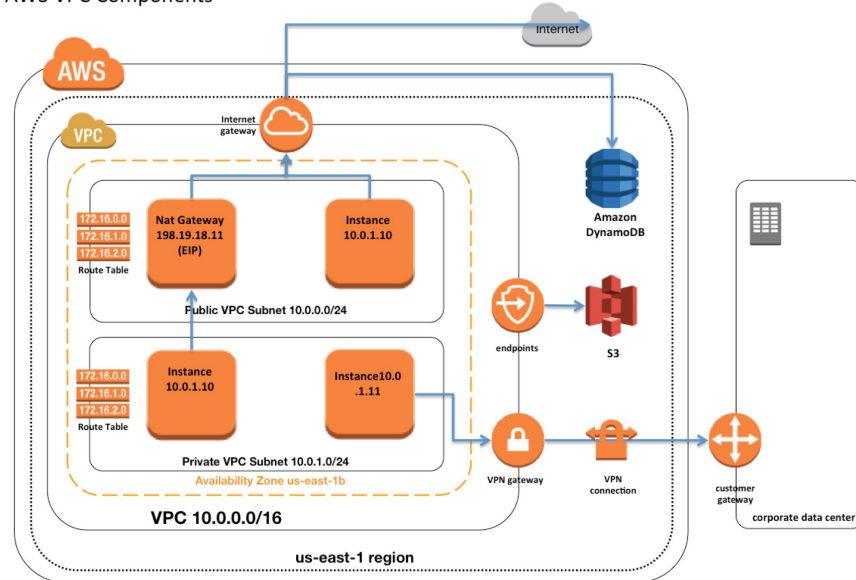 AWS VPC Components
Internet
AWS
Internet
gateway
VPC
172.16.0.0
172.16.1.0
172.16.2.0
Route Table
Nat Gateway
198.19.18.11
(EIP)
Instance
10.0.1.10
Public VPC Subnet 10.0.0.0/24
Amazon
DynamoDB
endpoints
S3
172.16.0.0
172.16.1.0
172.16.2.0
Route Table
Instance
10.0.1.10
Instance10.0
.1.11
Private VPC Subnet 10.0.1.0/24
Availability Zone us-east-1b
VPN gateway
VPN
connection
customer
gateway
corporate data center
VPC 10.0.0.0/16
us-east-1 region